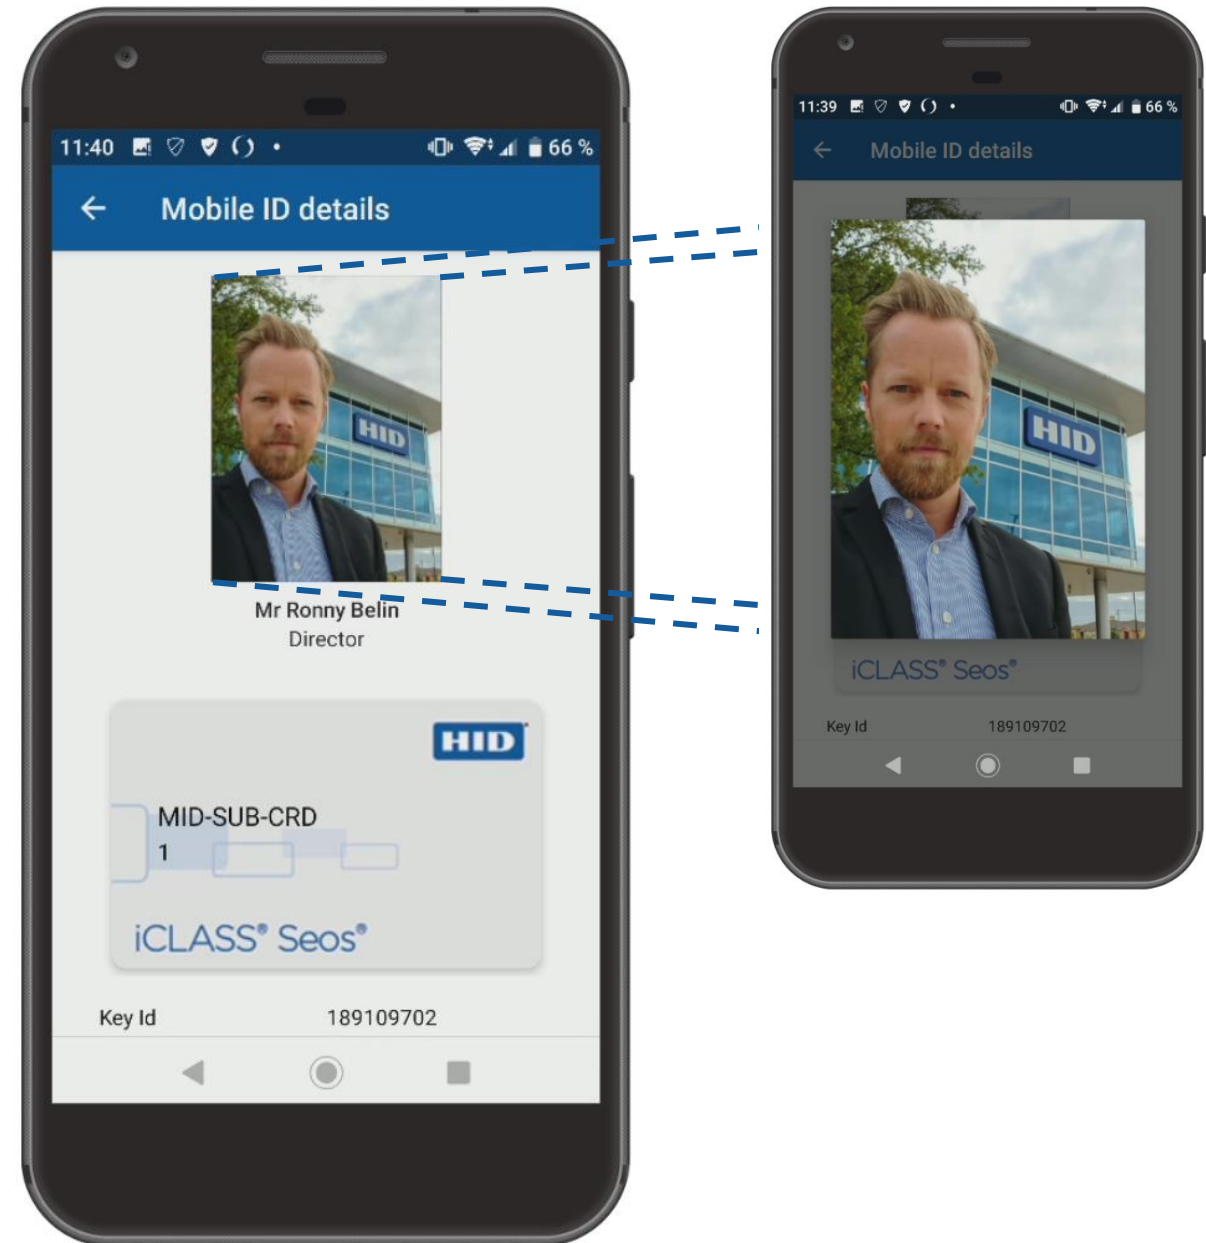 11:40
66 %
Mobile ID details
HID
Mr Ronny Belin
Director
HID
MID-SUB-CRD
1
iCLASS® Seos®
Key Id 189109702
11:39
66 %
Mobile ID details
HID
iCLASS® Seos®
Key Id 189109702